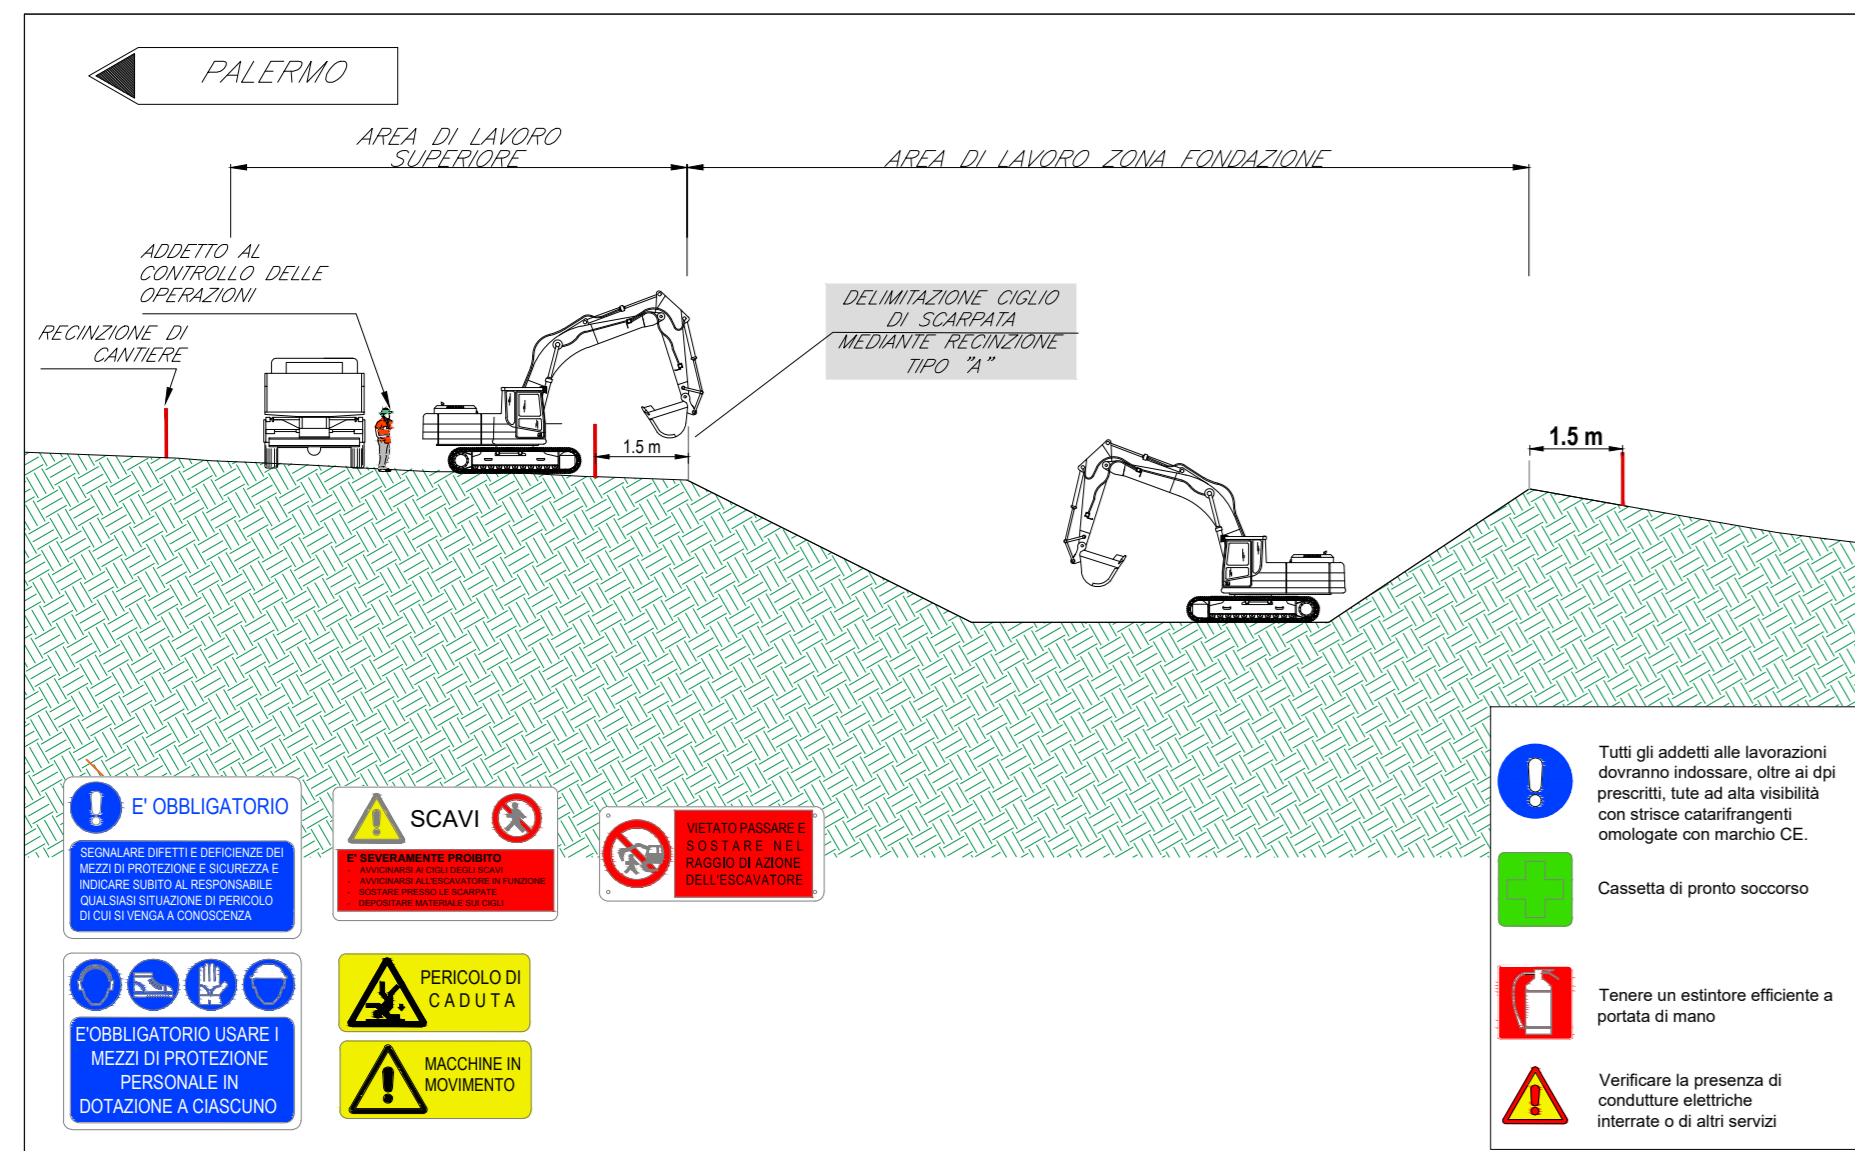 PALERMO
AREA DI LAVORO
SUPERIORE
AREA DI LAVORO ZONA FONDAZIONE
ADDETTO AL
CONTROLLO DELLE
OPERAZIONI
RECINZIONE DI
CANTIERE
DELIMITAZIONE CIGLIO
DI SCARPATA
MEDIANTE RECINZIONE
TIPO "A"
1.5 m
1.5 m
E' OBBLIGATORIO
SEGNALARE DIFETTI E DEFICIENZE DEI
MEZZI DI PROTEZIONE E SICUREZZA E
INDICARE SUBITO AL RESPONSABILE
QUALSIASI SITUAZIONE DI PERICOLO
DI CUI SI VENGA A CONOSCENZA
SCAVI
E' SEVERAMENTE PROIBITO
- AVVICINARSI AI CIGLI DEGLI SCAVI
- AVVICINARSI ALL'ESCAVATORE IN FUNZIONE
- SOSTARE PRESSO LE SCARPATE
- DEPOSITARE MATERIALE SUI CIGLI
VIETATO PASSARE E
SOSTARE NEL
RAGGIO DI AZIONE
DELL'ESCAVATORE
E'OBBLIGATORIO USARE I
MEZZI DI PROTEZIONE
PERSONALE IN
DOTAZIONE A CIASCUNO
PERICOLO DI
CADUTA
MACCHINE IN
MOVIMENTO
Tutti gli addetti alle lavorazioni
dovranno indossare, oltre ai dpi
prescritti, tute ad alta visibilità
con strisce catarifrangenti
omologate con marchio CE.
Cassetta di pronto soccorso
Tenere un estintore efficiente a
portata di mano
Verificare la presenza di
condutture elettriche
interrate o di altri servizi